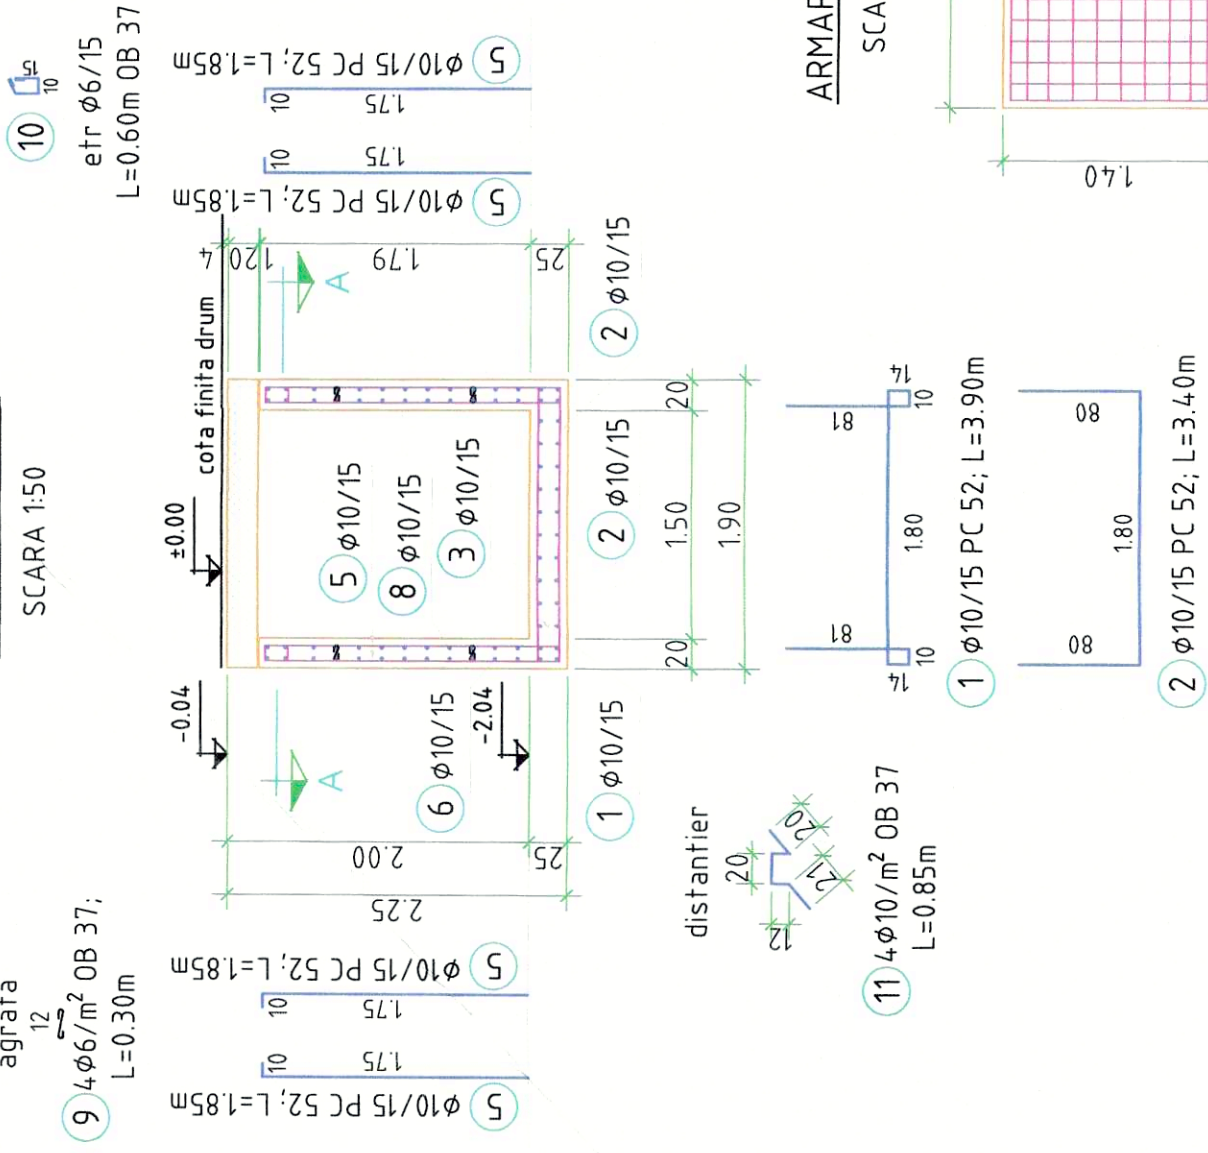 10
15
10
etr ϕ6/15
L=0.60m OB 37
ϕ10/15 PC 52; L=1.85m
5
10
1.75
10
1.75
ϕ10/15 PC 52; L=1.85m
5
ARMAR
SCA
1.40
SCARA 1:50
cota finita drum
±0.00
4
20
1
1.79
25
A
2 ϕ10/15
5 ϕ10/15
8 ϕ10/15
3 ϕ10/15
2 ϕ10/15
20
1.50
20
1.90
-0.04
-2.04
A
6 ϕ10/15
1 ϕ10/15
2.00
25
2.25
81
14
10
1.80
81
14
10
1 ϕ10/15 PC 52; L=3.90m
80
1.80
80
2 ϕ10/15 PC 52; L=3.40m
agrata
12
9 4ϕ6/m² OB 37;
L=0.30m
ϕ10/15 PC 52; L=1.85m
5
10
1.75
10
1.75
ϕ10/15 PC 52; L=1.85m
5
distantier
20
20
21
12
11 4ϕ10/m² OB 37
L=0.85m